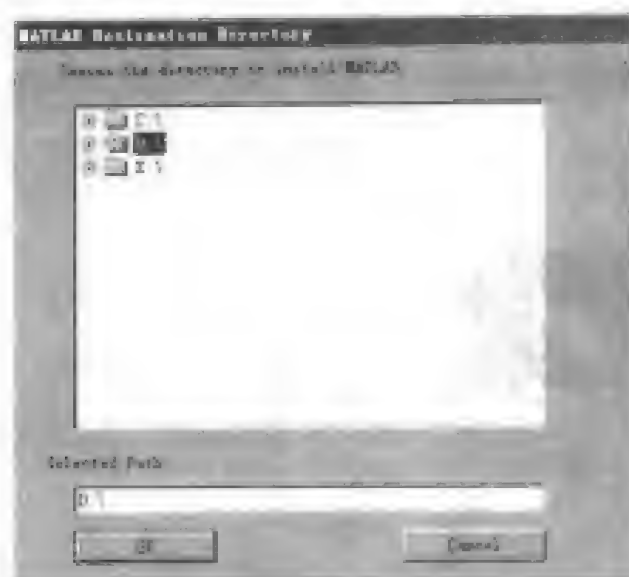 MATLAB Destination Directory
Choose the directory to install MATLAB
C:\
D:\
E:\
Selected Path
D:\
OK
Cancel